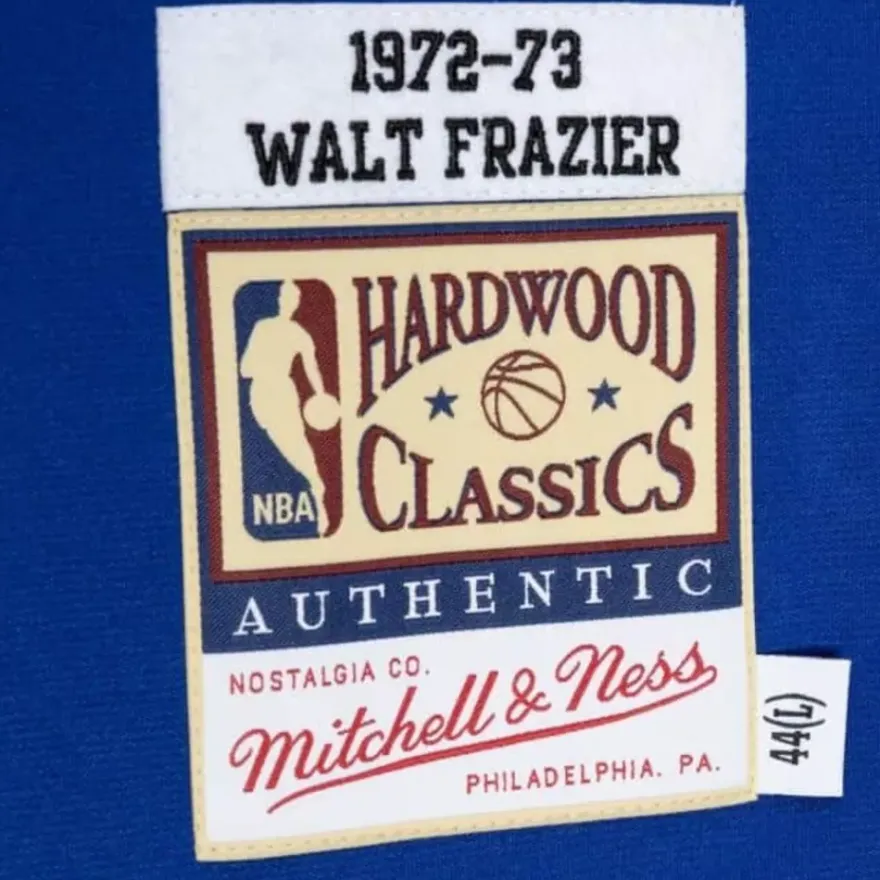 1972-73
WALT FRAZIER
HARDWOOD
CLASSICS
NBA
AUTHENTIC
NOSTALGIA CO.
Mitchell & Ness
PHILADELPHIA. PA.
44(L)